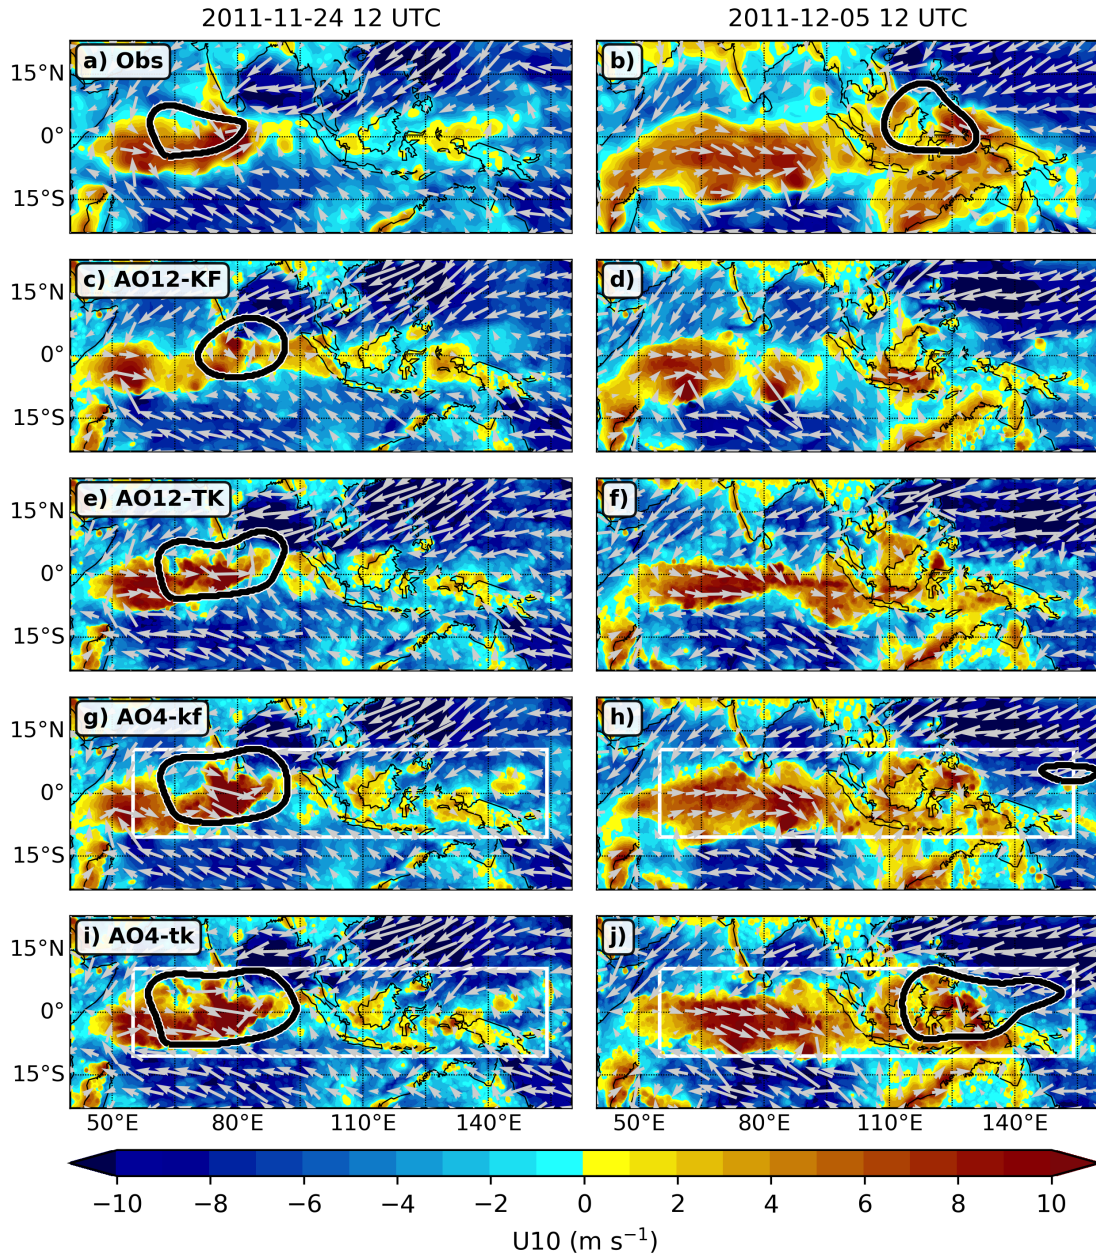 2011-11-24 12 UTC 2011-12-05 12 UTC
a) Obs b)
15°N
0°
15°S
c) AO12-KF d)
15°N
0°
15°S
e) AO12-TK f)
15°N
0°
15°S
g) AO4-kf h)
15°N
0°
15°S
i) AO4-tk j)
15°N
0°
15°S
50°E 80°E 110°E 140°E 50°E 80°E 110°E 140°E
−10 −8 −6 −4 −2 0 2 4 6 8 10
U10 (m s⁻¹)